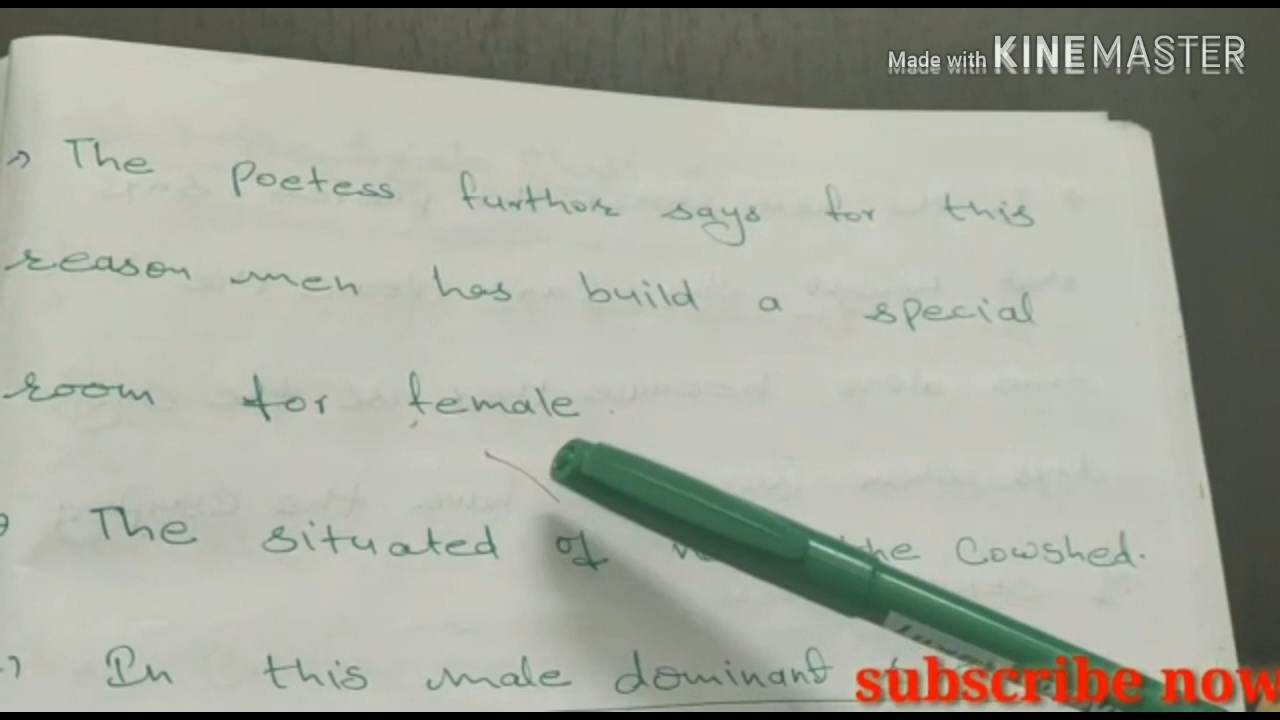 Made with KINEMASTER
The Poetess further says for this
reason men has build a special
room for female
The situated of the Cowshed.
In this male dominant
subscribe now